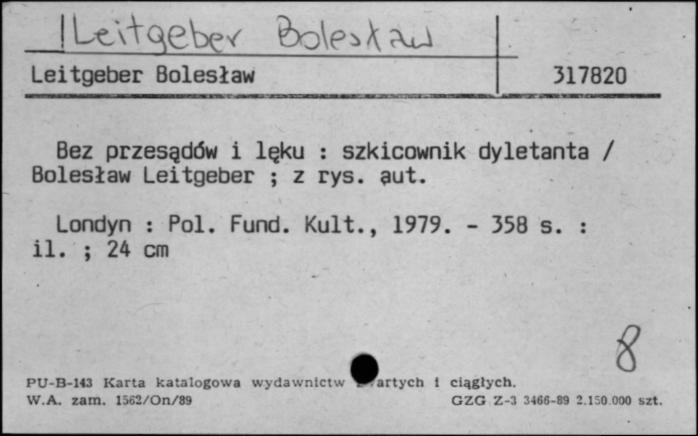 Leitgeber Bolesław
Leitgeber Bolesław 317820
Bez przesądów i lęku : szkicownik dyletanta /
Bolesław Leitgeber ; z rys. aut.
Londyn : Pol. Fund. Kult., 1979. - 358 s. :
il. ; 24 cm
8
PU-B-143 Karta katalogowa wydawnictw i ciągłych.
W.A. zam. 1562/On/89 GZG Z-3 3466-89 2.150.000 szt.